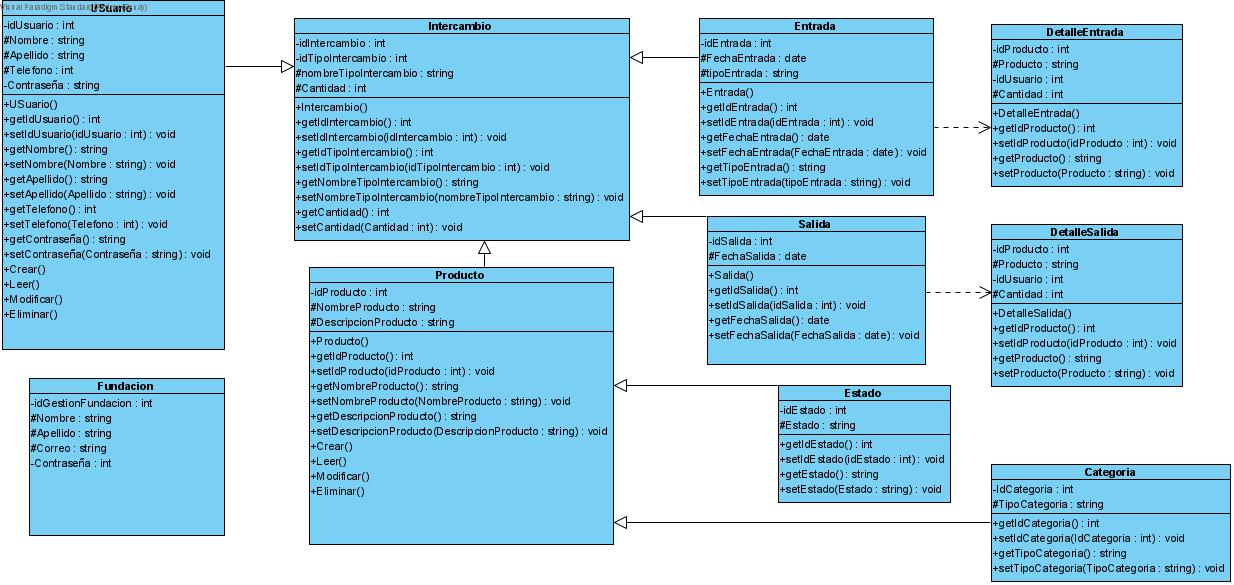 USuario
-idUsuario : int
#Nombre : string
#Apellido : string
#Telefono : int
-Contraseña : string
+USuario()
+getIdUsuario() : int
+setIdUsuario(idUsuario : int) : void
+getNombre() : string
+setNombre(Nombre : string) : void
+getApellido() : string
+setApellido(Apellido : string) : void
+getTelefono() : int
+setTelefono(Telefono : int) : void
+getContraseña() : string
+setContraseña(Contraseña : string) : void
+Crear()
+Leer()
+Modificar()
+Eliminar()
Fundacion
-idGestionFundacion : int
#Nombre : string
#Apellido : string
#Correo : string
-Contraseña : int
Intercambio
-idIntercambio : int
-idTipoIntercambio : int
#nombreTipoIntercambio : string
#Cantidad : int
+Intercambio()
+getIdIntercambio() : int
+setIdIntercambio(idIntercambio : int) : void
+getIdTipoIntercambio() : int
+setIdTipoIntercambio(idTipoIntercambio : int) : void
+getNombreTipoIntercambio() : string
+setNombreTipoIntercambio(nombreTipoIntercambio : string) : void
+getCantidad() : int
+setCantidad(Cantidad : int) : void
Producto
-idProducto : int
#NombreProducto : string
#DescripcionProducto : string
+Producto()
+getIdProducto() : int
+setIdProducto(idProducto : int) : void
+getNombreProducto() : string
+setNombreProducto(NombreProducto : string) : void
+getDescripcionProducto() : string
+setDescripcionProducto(DescripcionProducto : string) : void
+Crear()
+Leer()
+Modificar()
+Eliminar()
Entrada
-idEntrada : int
#FechaEntrada : date
#tipoEntrada : string
+Entrada()
+getIdEntrada() : int
+setIdEntrada(idEntrada : int) : void
+getFechaEntrada() : date
+setFechaEntrada(FechaEntrada : date) : void
+getTipoEntrada() : string
+setTipoEntrada(tipoEntrada : string) : void
Salida
-idSalida : int
#FechaSalida : date
+Salida()
+getIdSalida() : int
+setIdSalida(idSalida : int) : void
+getFechaSalida() : date
+setFechaSalida(FechaSalida : date) : void
Estado
-idEstado : int
#Estado : string
+getIdEstado() : int
+setIdEstado(idEstado : int) : void
+getEstado() : string
+setEstado(Estado : string) : void
DetalleEntrada
-idProducto : int
#Producto : string
-idUsuario : int
#Cantidad : int
+DetalleEntrada()
+getIdProducto() : int
+setIdProducto(idProducto : int) : void
+getProducto() : string
+setProducto(Producto : string) : void
DetalleSalida
-idProducto : int
#Producto : string
-idUsuario : int
#Cantidad : int
+DetalleSalida()
+getIdProducto() : int
+setIdProducto(idProducto : int) : void
+getProducto() : string
+setProducto(Producto : string) : void
Categoria
-IdCategoria : int
#TipoCategoria : string
+getIdCategoria() : int
+setIdCategoria(IdCategoria : int) : void
+getTipoCategoria() : string
+setTipoCategoria(TipoCategoria : string) : void